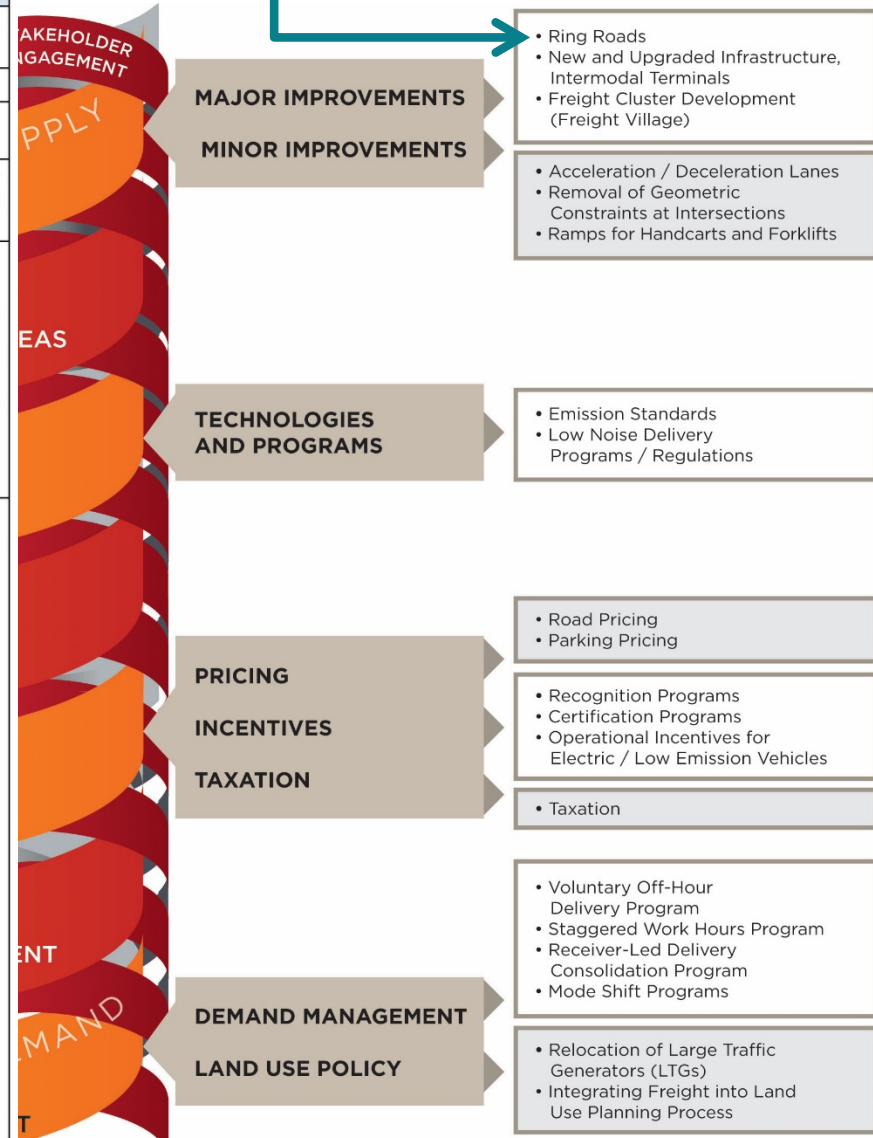 MAJOR IMPROVEMENTS
MINOR IMPROVEMENTS
• Ring Roads
• New and Upgraded Infrastructure,
Intermodal Terminals
• Freight Cluster Development
(Freight Village)
• Acceleration / Deceleration Lanes
• Removal of Geometric
Constraints at Intersections
• Ramps for Handcarts and Forklifts
AKEHOLDER
NGAGEMENT
PPLY
EAS
TECHNOLOGIES
AND PROGRAMS
• Emission Standards
• Low Noise Delivery
Programs / Regulations
PRICING
INCENTIVES
TAXATION
• Road Pricing
• Parking Pricing
• Recognition Programs
• Certification Programs
• Operational Incentives for
Electric / Low Emission Vehicles
• Taxation
ENT
MAND
T
DEMAND MANAGEMENT
LAND USE POLICY
• Voluntary Off-Hour
Delivery Program
• Staggered Work Hours Program
• Receiver-Led Delivery
Consolidation Program
• Mode Shift Programs
• Relocation of Large Traffic
Generators (LTGs)
• Integrating Freight into Land
Use Planning Process